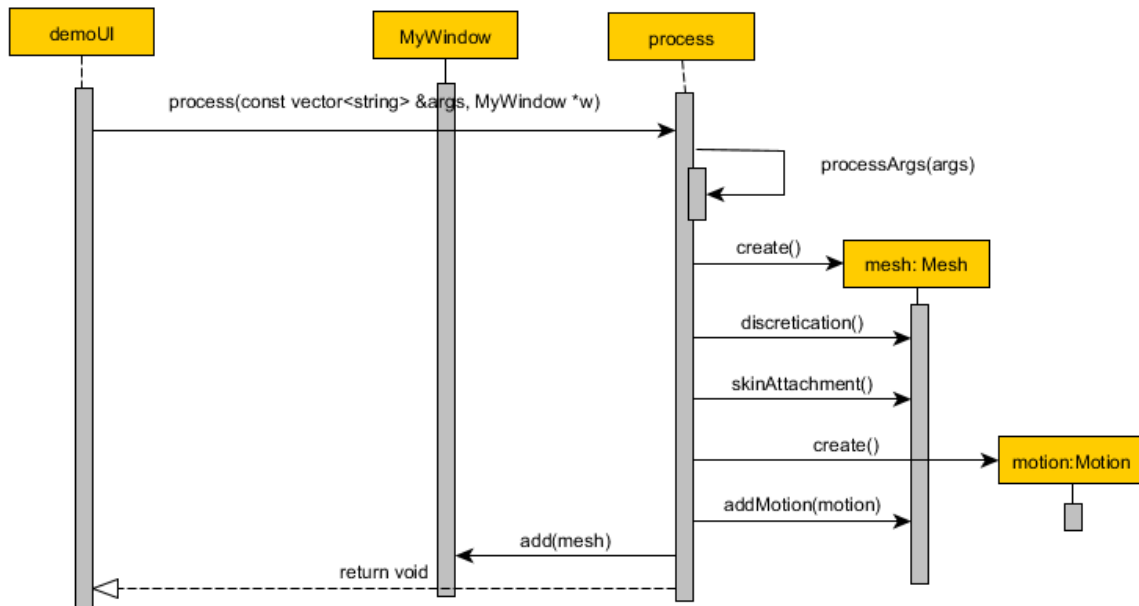 demoUI
MyWindow
process
process(const vector<string> &args, MyWindow *w)
processArgs(args)
create()
mesh: Mesh
discretication()
skinAttachment()
create()
motion:Motion
addMotion(motion)
add(mesh)
return void